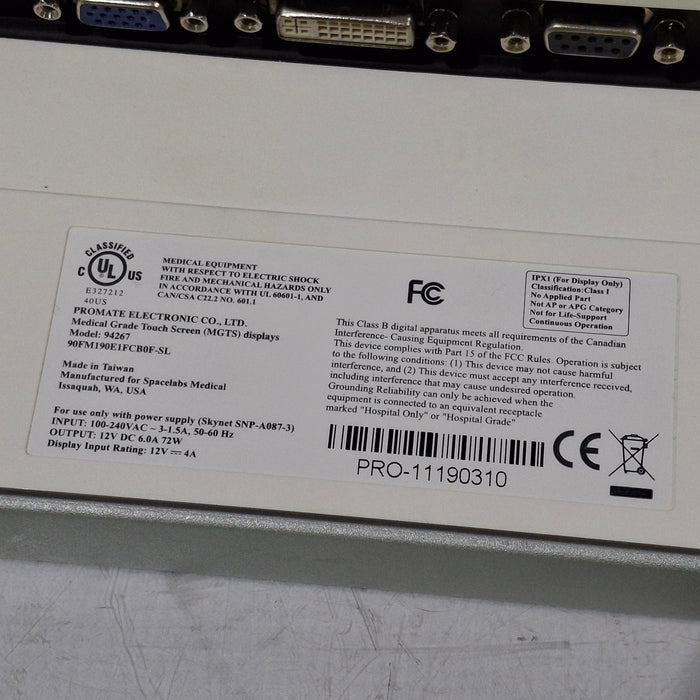 CLASSIFIED
C UL US
E327212
40US
MEDICAL EQUIPMENT
WITH RESPECT TO ELECTRIC SHOCK
FIRE AND MECHANICAL HAZARDS ONLY
IN ACCORDANCE WITH UL 60601-1, AND
CAN/CSA C22.2 NO. 601.1
PROMATE ELECTRONIC CO., LTD.
Medical Grade Touch Screen (MGTS) displays
Model: 94267
90FM190E1FCB0F-SL
Made in Taiwan
Manufactured for Spacelabs Medical
Issaquah, WA, USA
For use only with power supply (Skynet SNP-A087-3)
INPUT: 100-240VAC ~ 3-1.5A, 50-60 Hz
OUTPUT: 12V DC 6.0A 72W
Display Input Rating: 12V ⎓ 4A
FC
IPX1 (For Display Only)
Classification:Class I
No Applied Part
Not AP or APG Category
Not for Life-Support
Continuous Operation
This Class B digital apparatus meets all requirements of the Canadian
Interference- Causing Equipment Regulation.
This device complies with Part 15 of the FCC Rules. Operation is subject
to the following conditions: (1) This device may not cause harmful
interference, and (2) This device must accept any interference received,
including interference that may cause undesired operation.
Grounding Reliability can only be achieved when the
equipment is connected to an equivalent receptacle
marked "Hospital Only" or "Hospital Grade"
PRO-11190310
CE